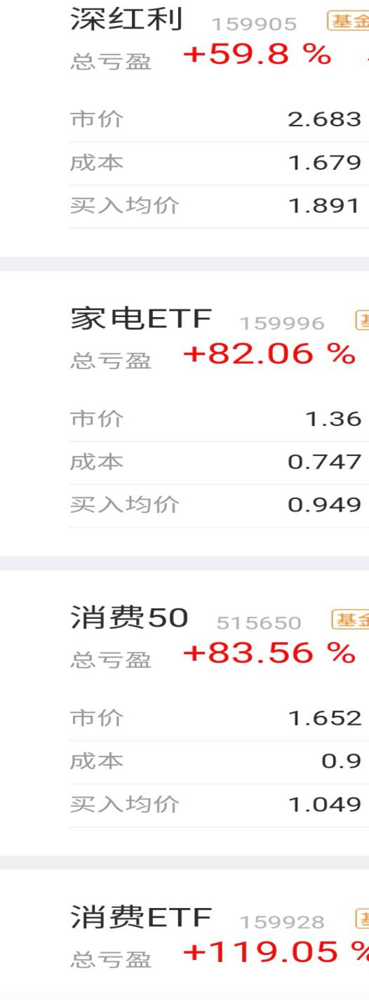 深红利 159905 基金
总亏盈 +59.8 %
市价 2.683
成本 1.679
买入均价 1.891
家电ETF 159996
总亏盈 +82.06 %
市价 1.36
成本 0.747
买入均价 0.949
消费50 515650 基金
总亏盈 +83.56 %
市价 1.652
成本 0.9
买入均价 1.049
消费ETF 159928
总亏盈 +119.05 %